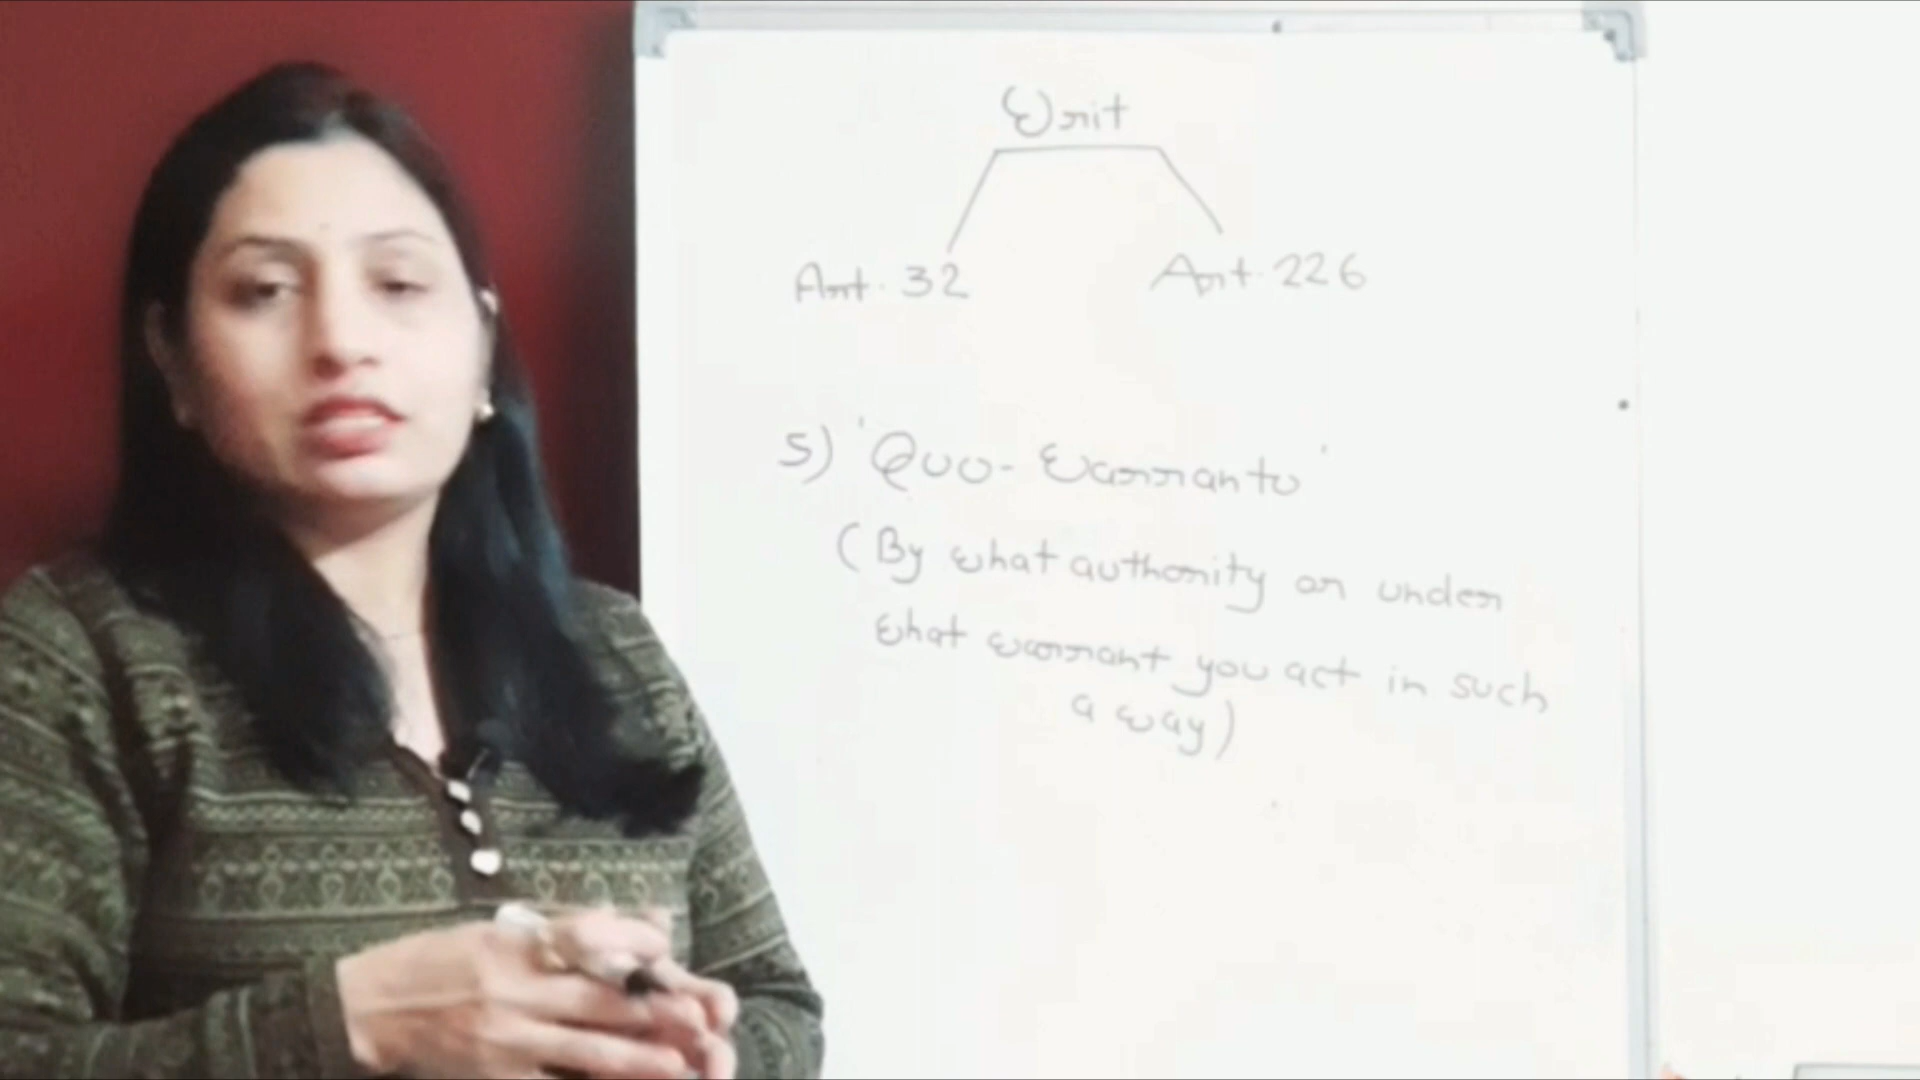 Writ
Art. 32 Art. 226
5) 'Quo-Warranto'
(By what authority or under
what warrant you act in such
a way)